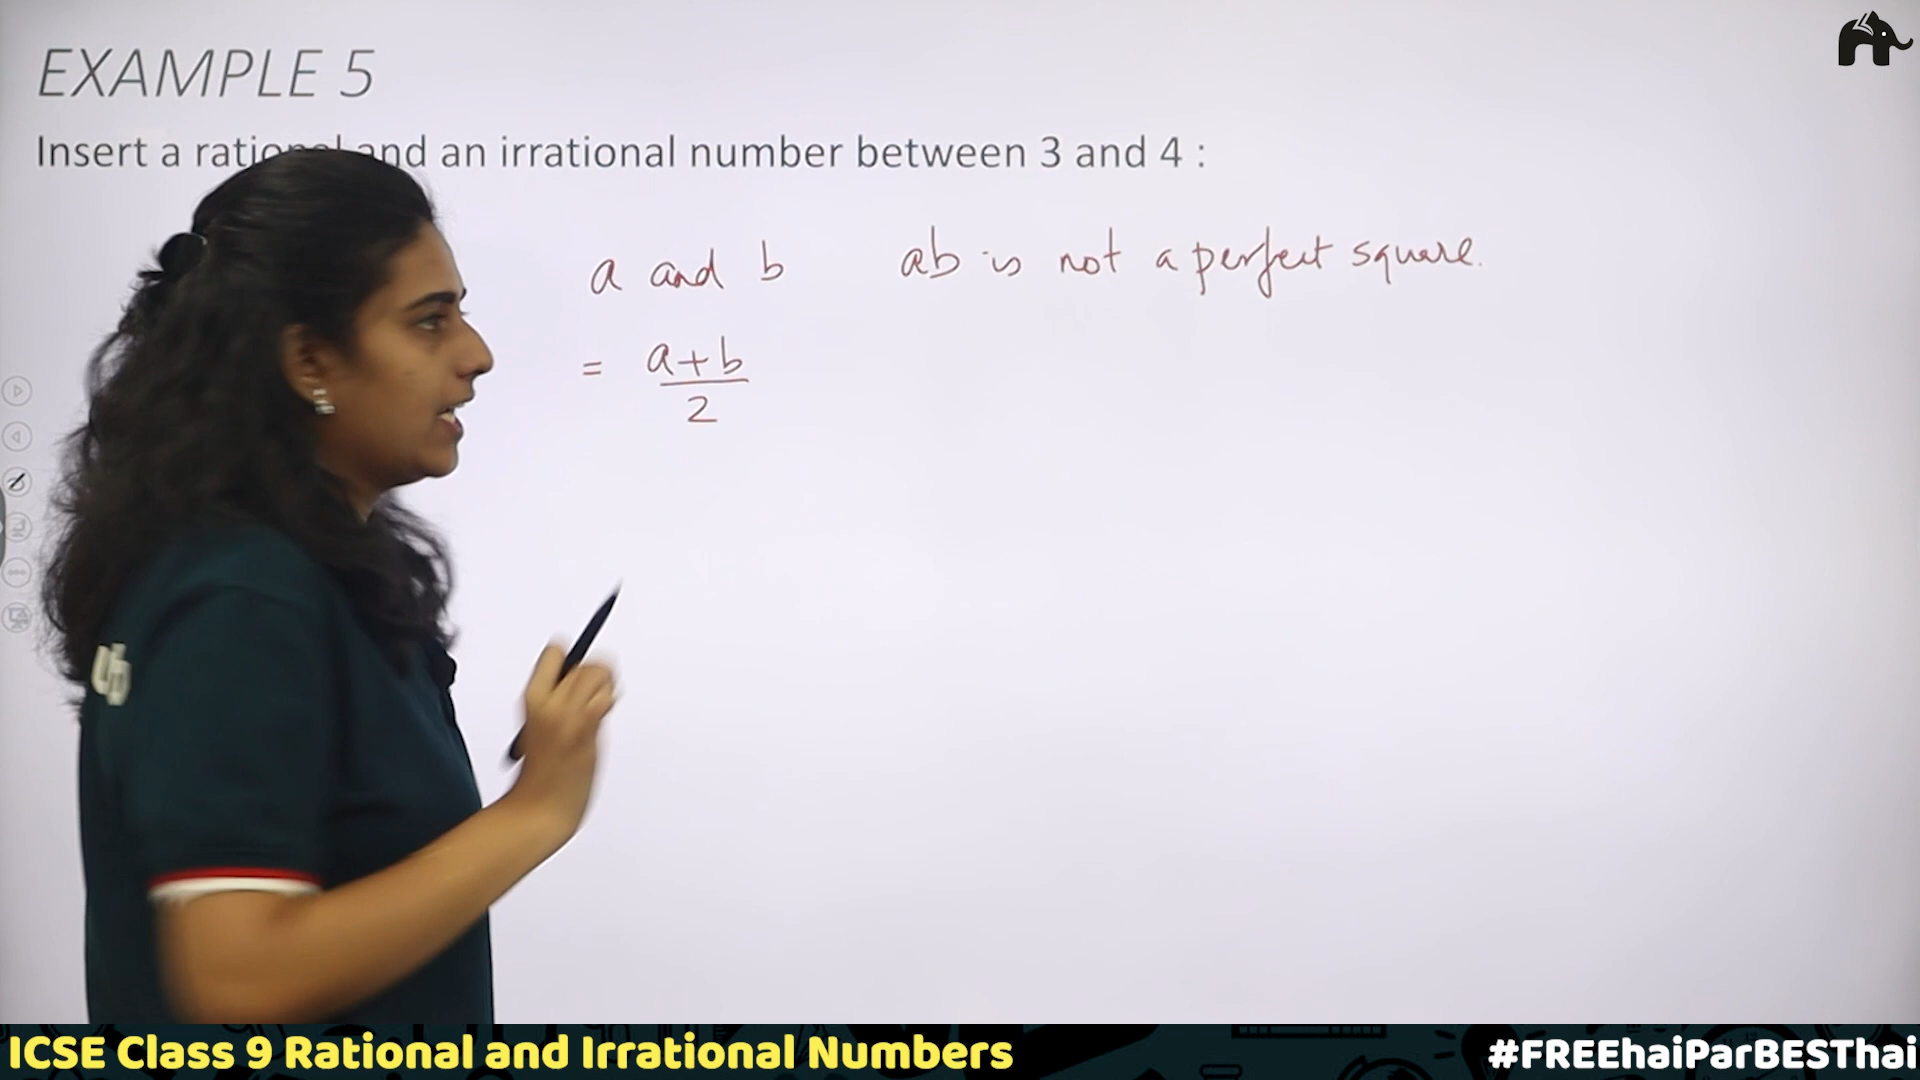 EXAMPLE 5
Insert a rational and an irrational number between 3 and 4 :
a and b ab is not a perfect square.
= a+b
2
ICSE Class 9 Rational and Irrational Numbers
#FREEhaiParBESThai